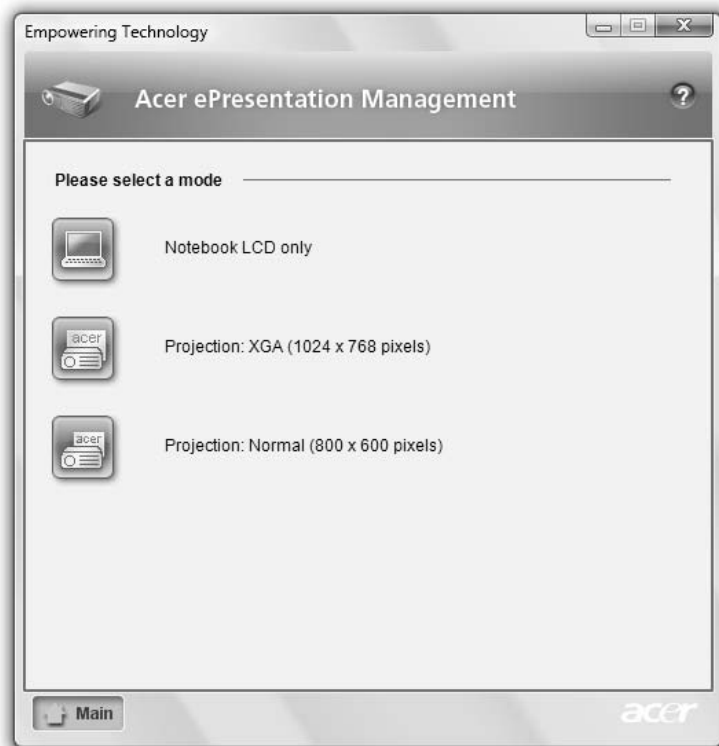 Empowering Technology
Acer ePresentation Management
?
Please select a mode
Notebook LCD only
acer
Projection: XGA (1024 x 768 pixels)
acer
Projection: Normal (800 x 600 pixels)
Main
acer